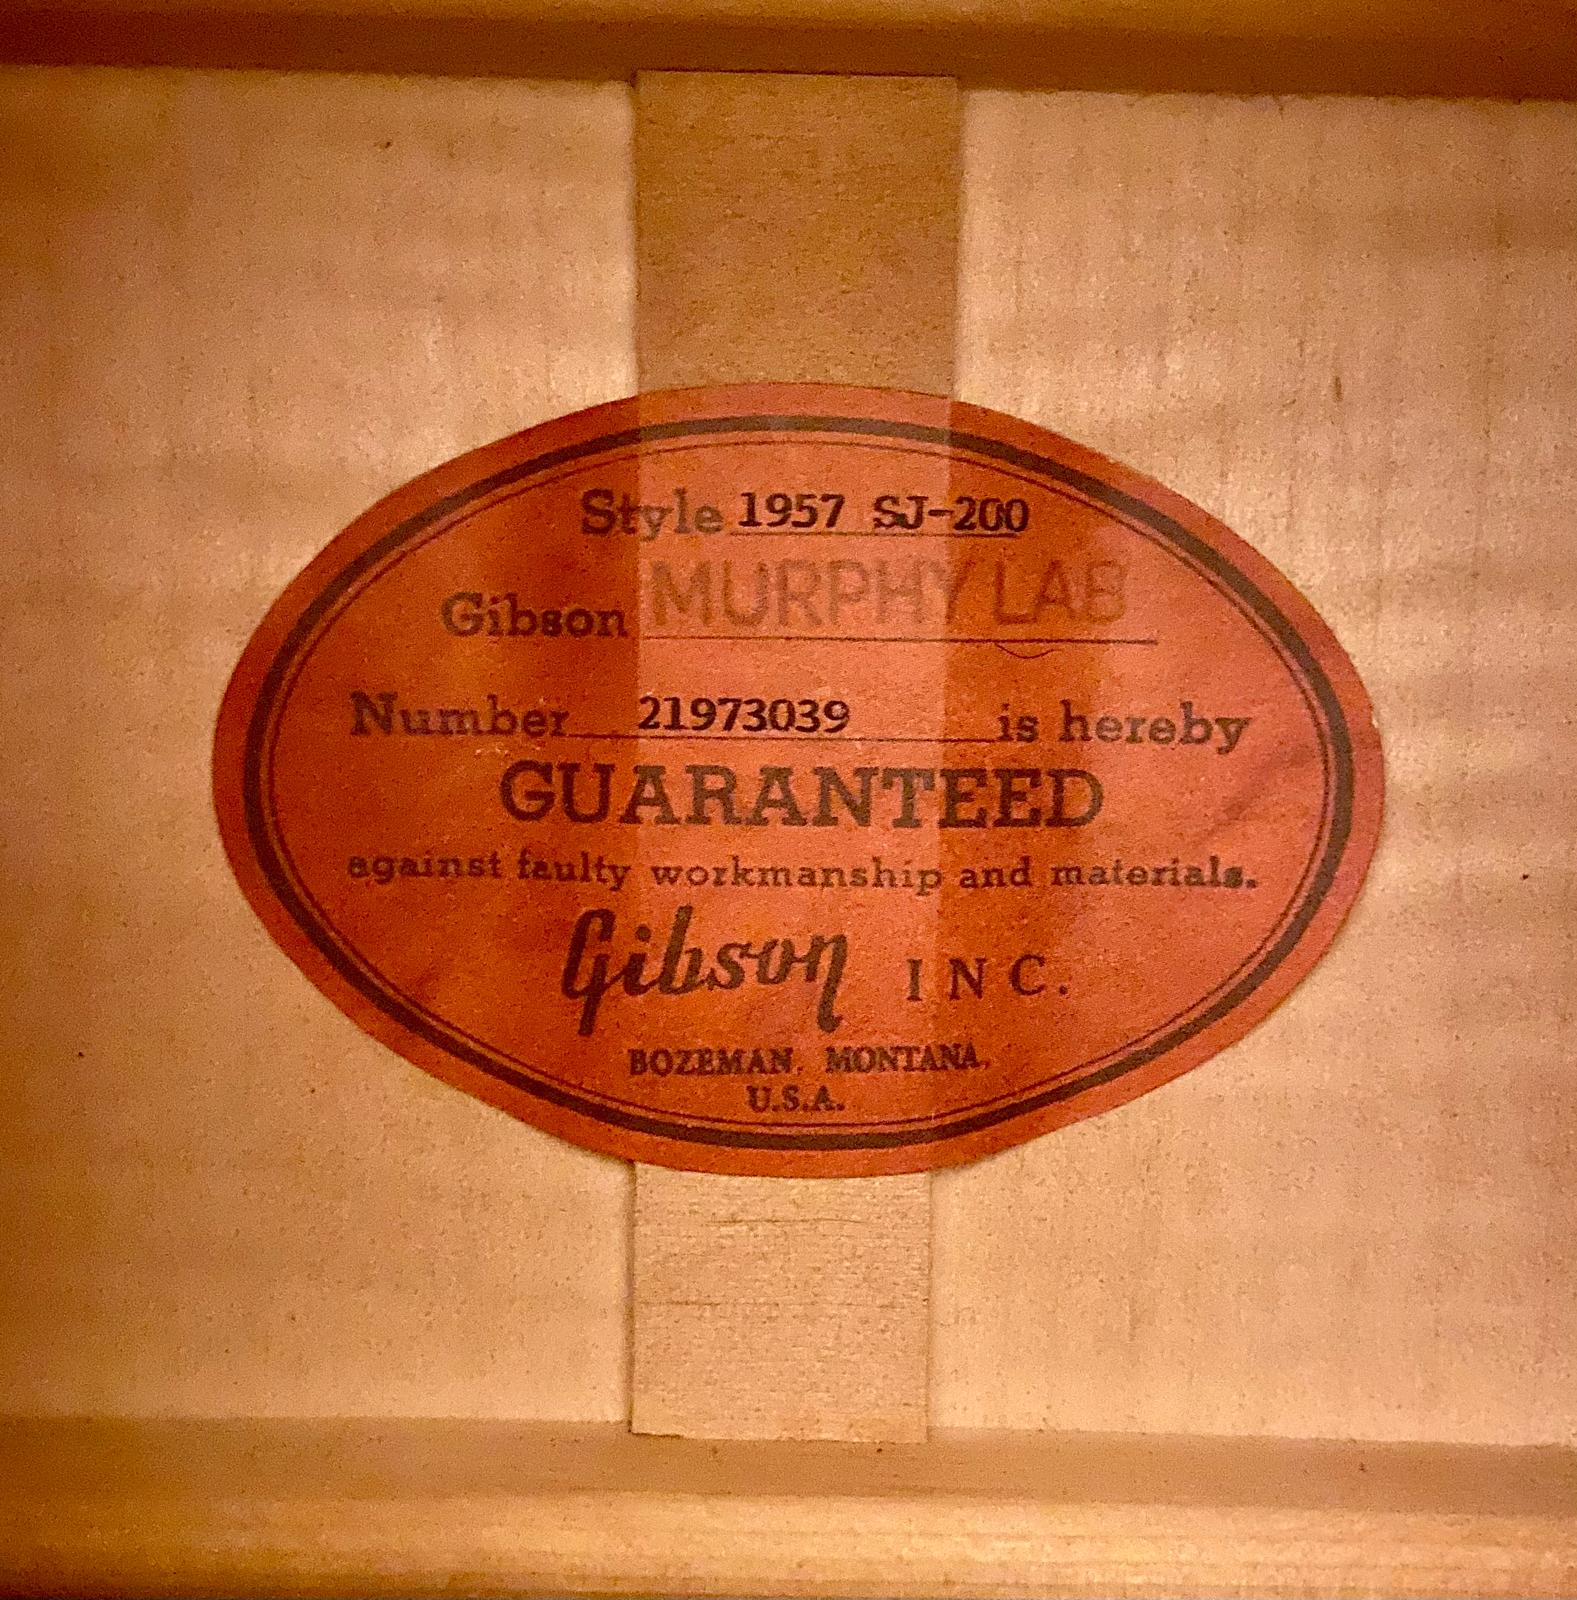 Style 1957 SJ-200
Gibson MURPHY LAB
Number 21973039 is hereby
GUARANTEED
against faulty workmanship and materials.
Gibson INC.
BOZEMAN, MONTANA,
U.S.A.